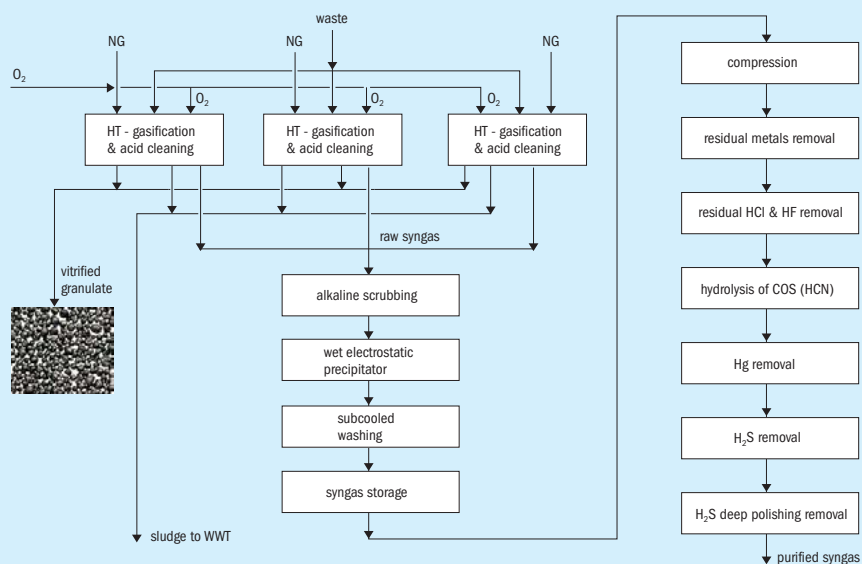 waste
NG
NG
NG
O₂
O₂
O₂
O₂
HT - gasification
& acid cleaning
HT - gasification
& acid cleaning
HT - gasification
& acid cleaning
raw syngas
vitrified
granulate
alkaline scrubbing
wet electrostatic
precipitator
subcooled
washing
syngas storage
sludge to WWT
compression
residual metals removal
residual HCl & HF removal
hydrolysis of COS (HCN)
Hg removal
H₂S removal
H₂S deep polishing removal
purified syngas